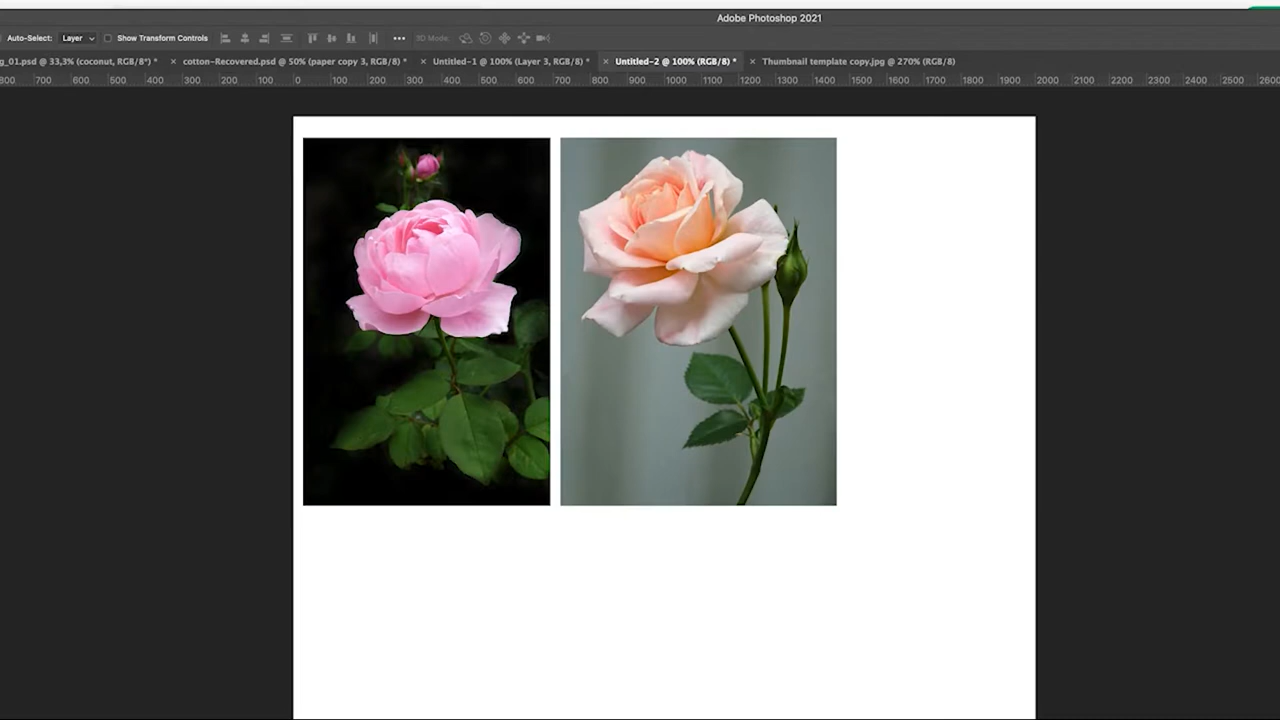 Adobe Photoshop 2021
Auto-Select: Layer Show Transform Controls 3D Mode:
g_01.psd @ 33,3% (coconut, RGB/8*) * × cotton-Recovered.psd @ 50% (paper copy 3, RGB/8) * × Untitled-1 @ 100% (Layer 3, RGB/8) * × Untitled-2 @ 100% (RGB/8) * × Thumbnail template copy.jpg @ 270% (RGB/8)
800 700 600 500 400 300 200 100 0 100 200 300 400 500 600 700 800 900 1000 1100 1200 1300 1400 1500 1600 1700 1800 1900 2000 2100 2200 2300 2400 2500 2600